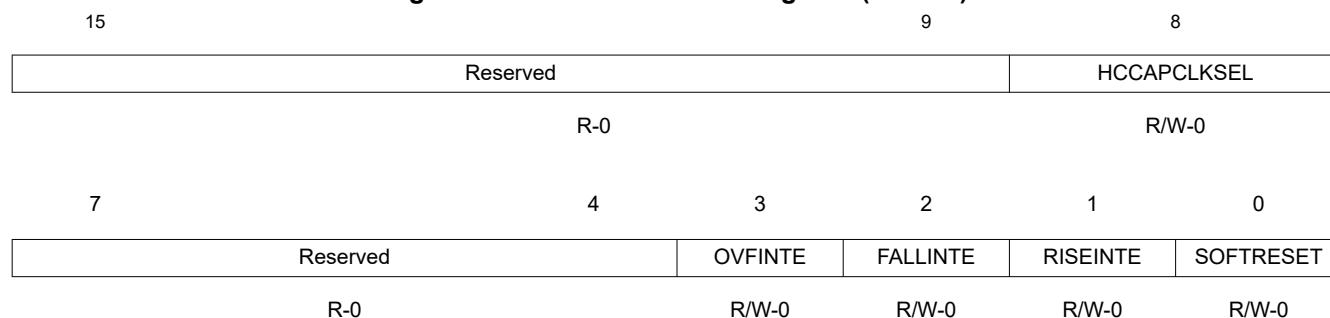 15 9 8
Reserved HCCAPCLKSEL
R-0 R/W-0
7 4 3 2 1 0
Reserved OVFINTE FALLINTE RISEINTE SOFTRESET
R-0 R/W-0 R/W-0 R/W-0 R/W-0